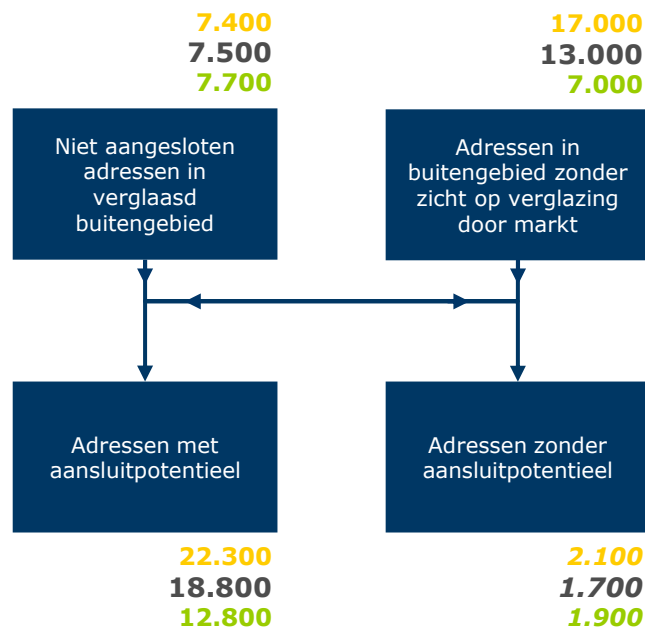 7.400
7.500
7.700
17.000
13.000
7.000
Niet aangesloten
adressen in
verglaasd
buitengebied
Adressen in
buitengebied zonder
zicht op verglazing
door markt
Adressen met
aansluitpotentieel
Adressen zonder
aansluitpotentieel
22.300
18.800
12.800
2.100
1.700
1.900